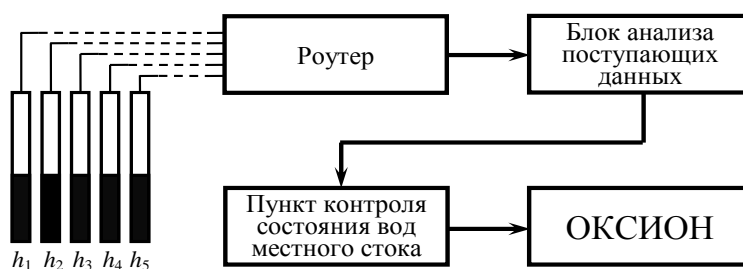 Роутер
Блок анализа
поступающих
данных
Пункт контроля
состояния вод
местного стока
ОКСИОН
h1 h2 h3 h4 h5